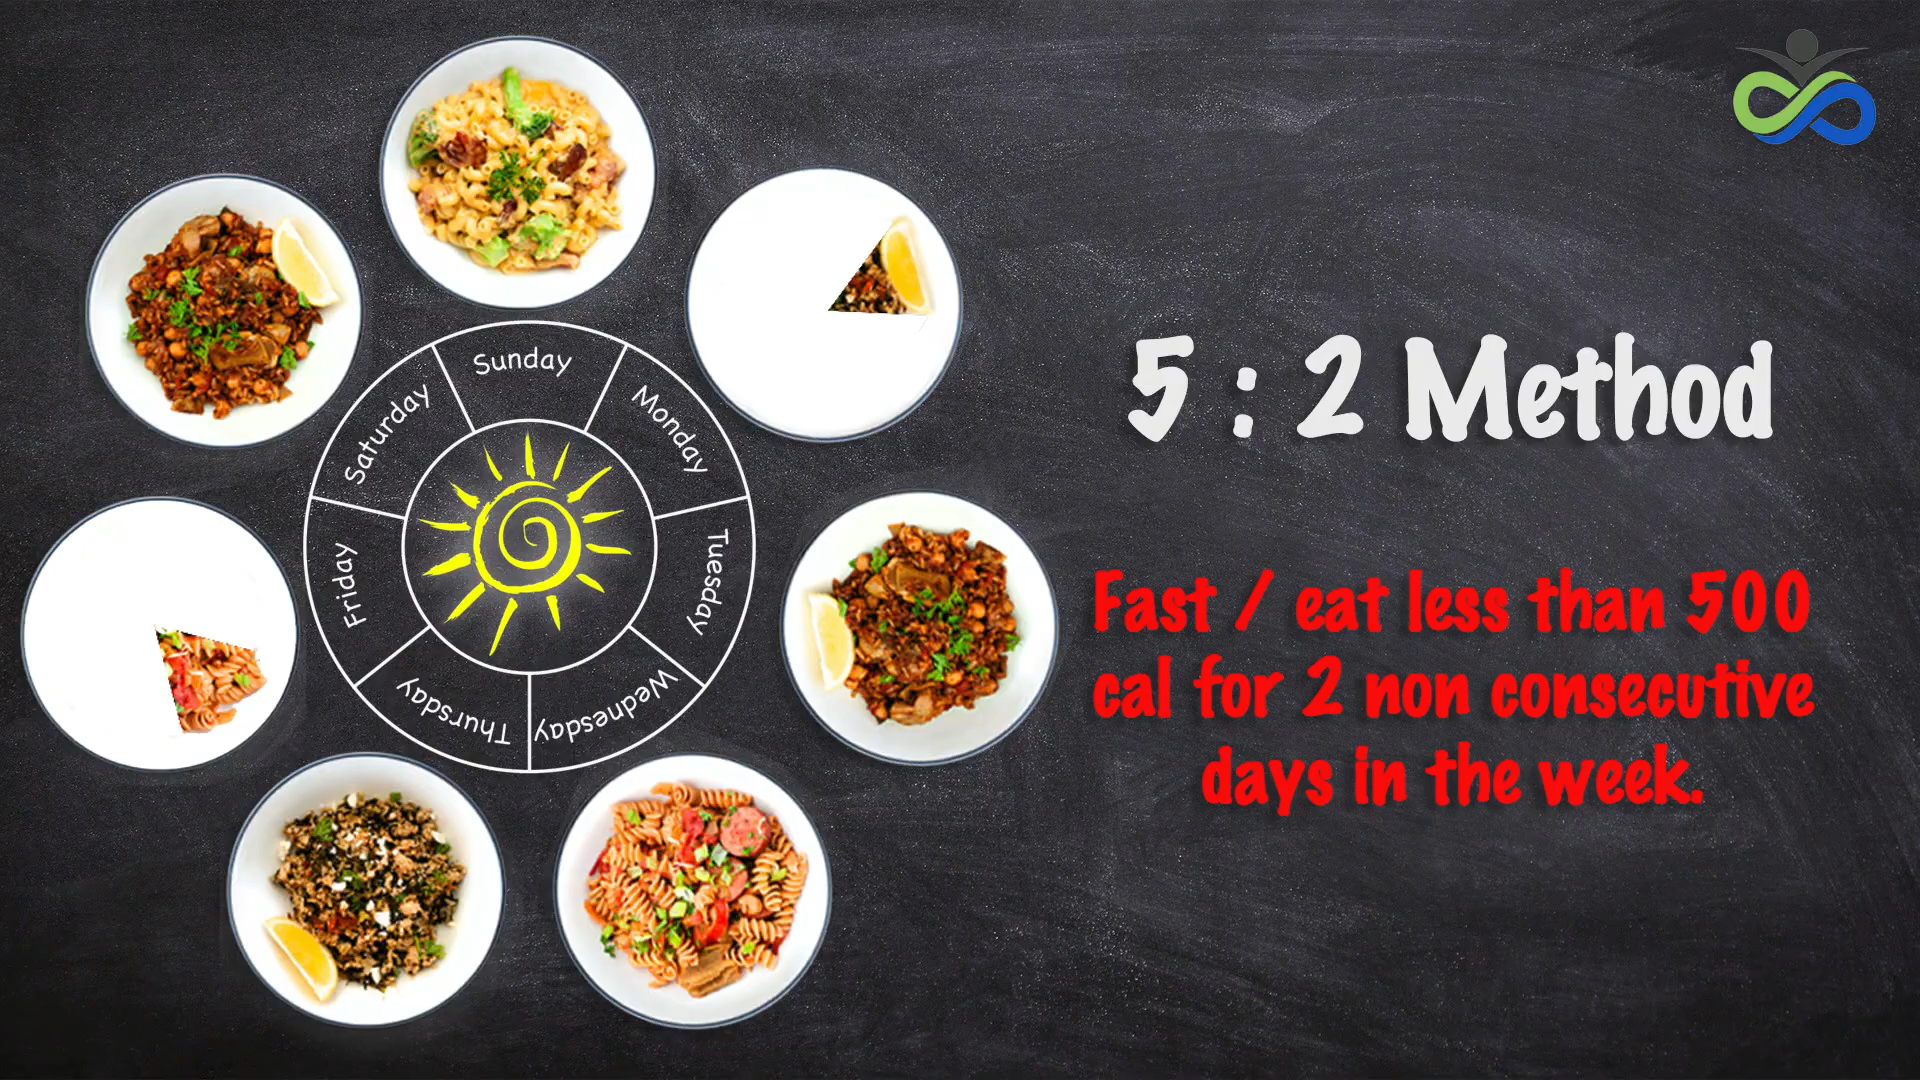 Sunday
Monday
Tuesday
Wednesday
Thursday
Friday
Saturday
5 : 2 Method
Fast / eat less than 500
cal for 2 non consecutive
days in the week.